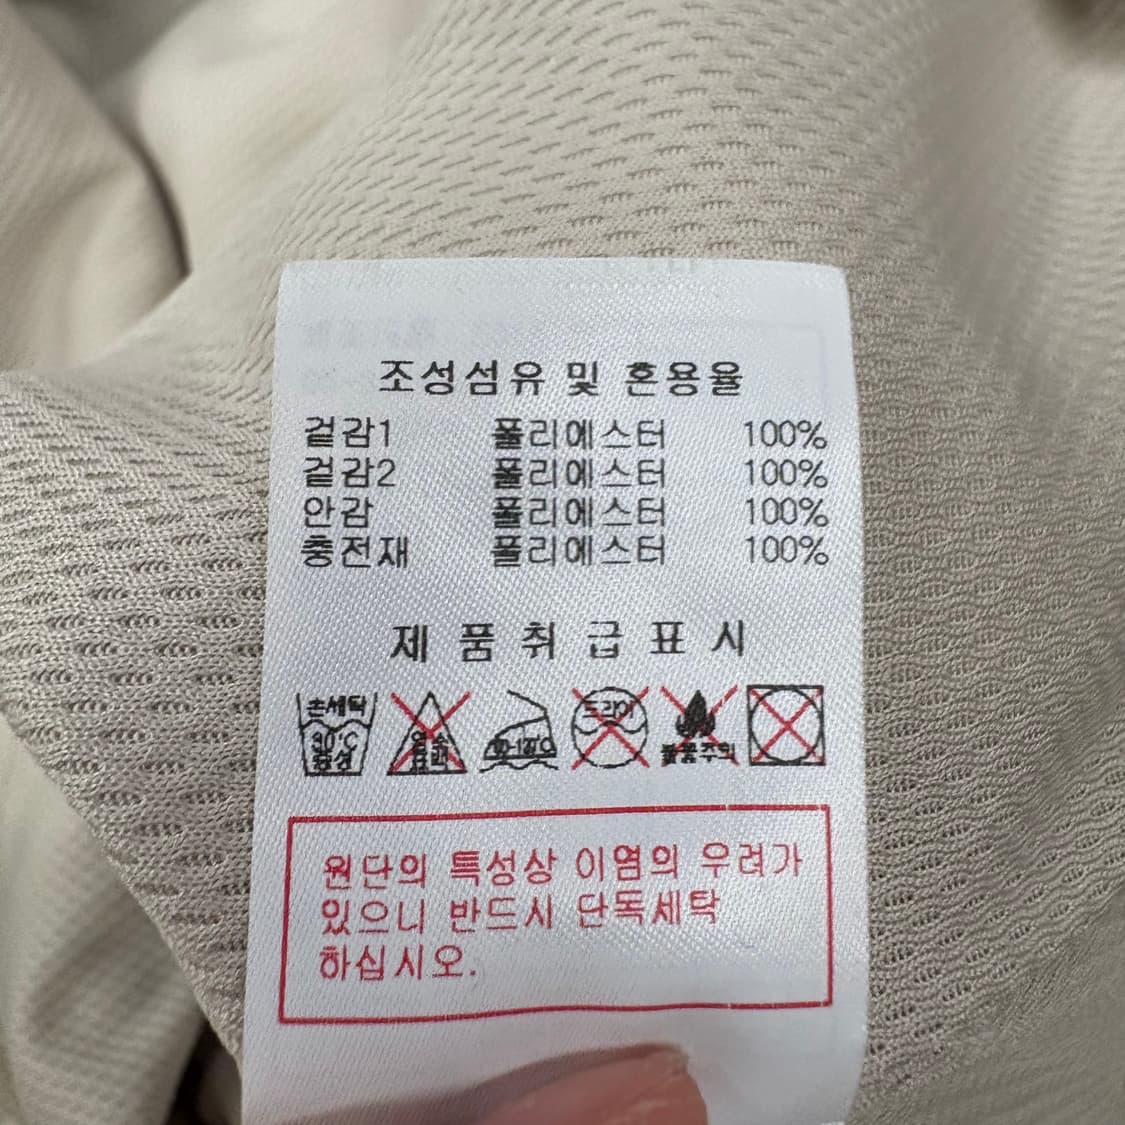 조성섬유 및 혼용율
겉감1 폴리에스터 100%
겉감2 폴리에스터 100%
안감 폴리에스터 100%
충전재 폴리에스터 100%
제 품 취 급 표 시
손세탁
30℃
중성
드라이
불꽃주의
원단의 특성상 이염의 우려가
있으니 반드시 단독세탁
하십시오.